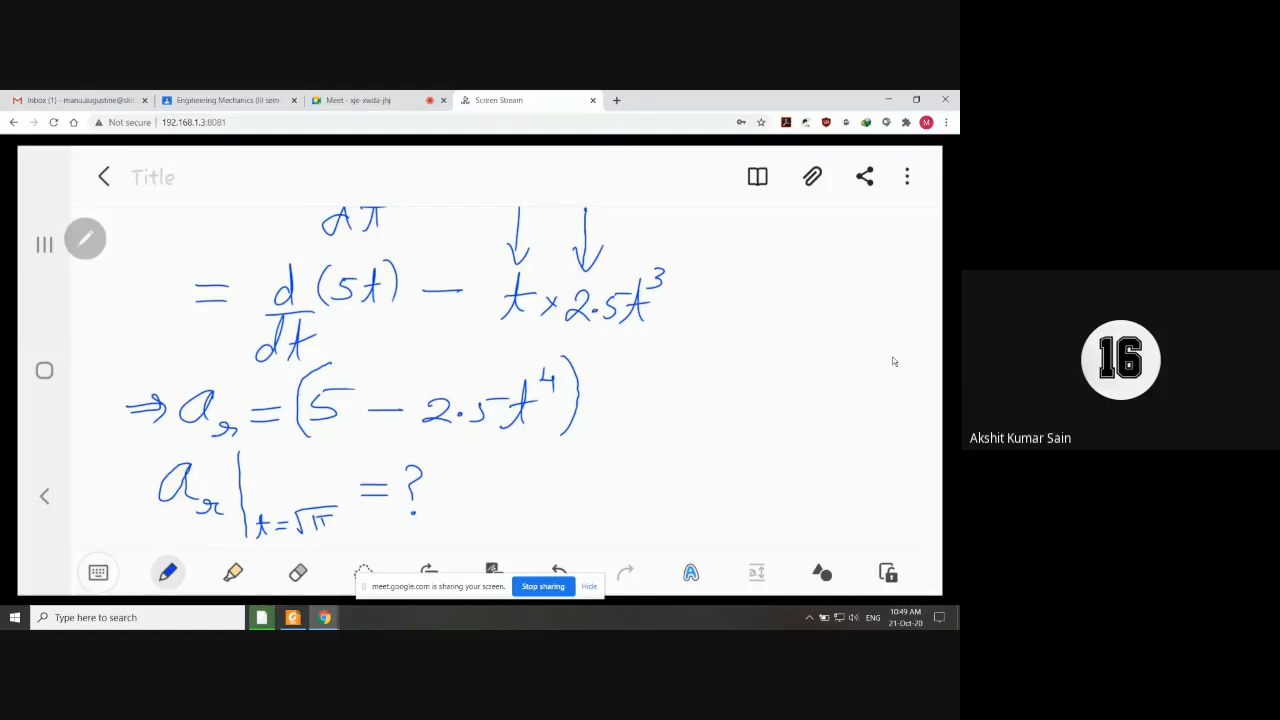 Inbox (1) - manu.augustine@ski
Engineering Mechanics (III sem
Meet - xje-xwda-jhj
Screen Stream
Not secure 192.168.1.3:8081
Title
= d/dt (5t) - t × 2.5t³
⇒ aᵣ = (5 - 2.5t⁴)
aᵣ| t=√π = ?
meet.google.com is sharing your screen.
Stop sharing
Hide
Type here to search
ENG
10:49 AM
21-Oct-20
16
Akshit Kumar Sain